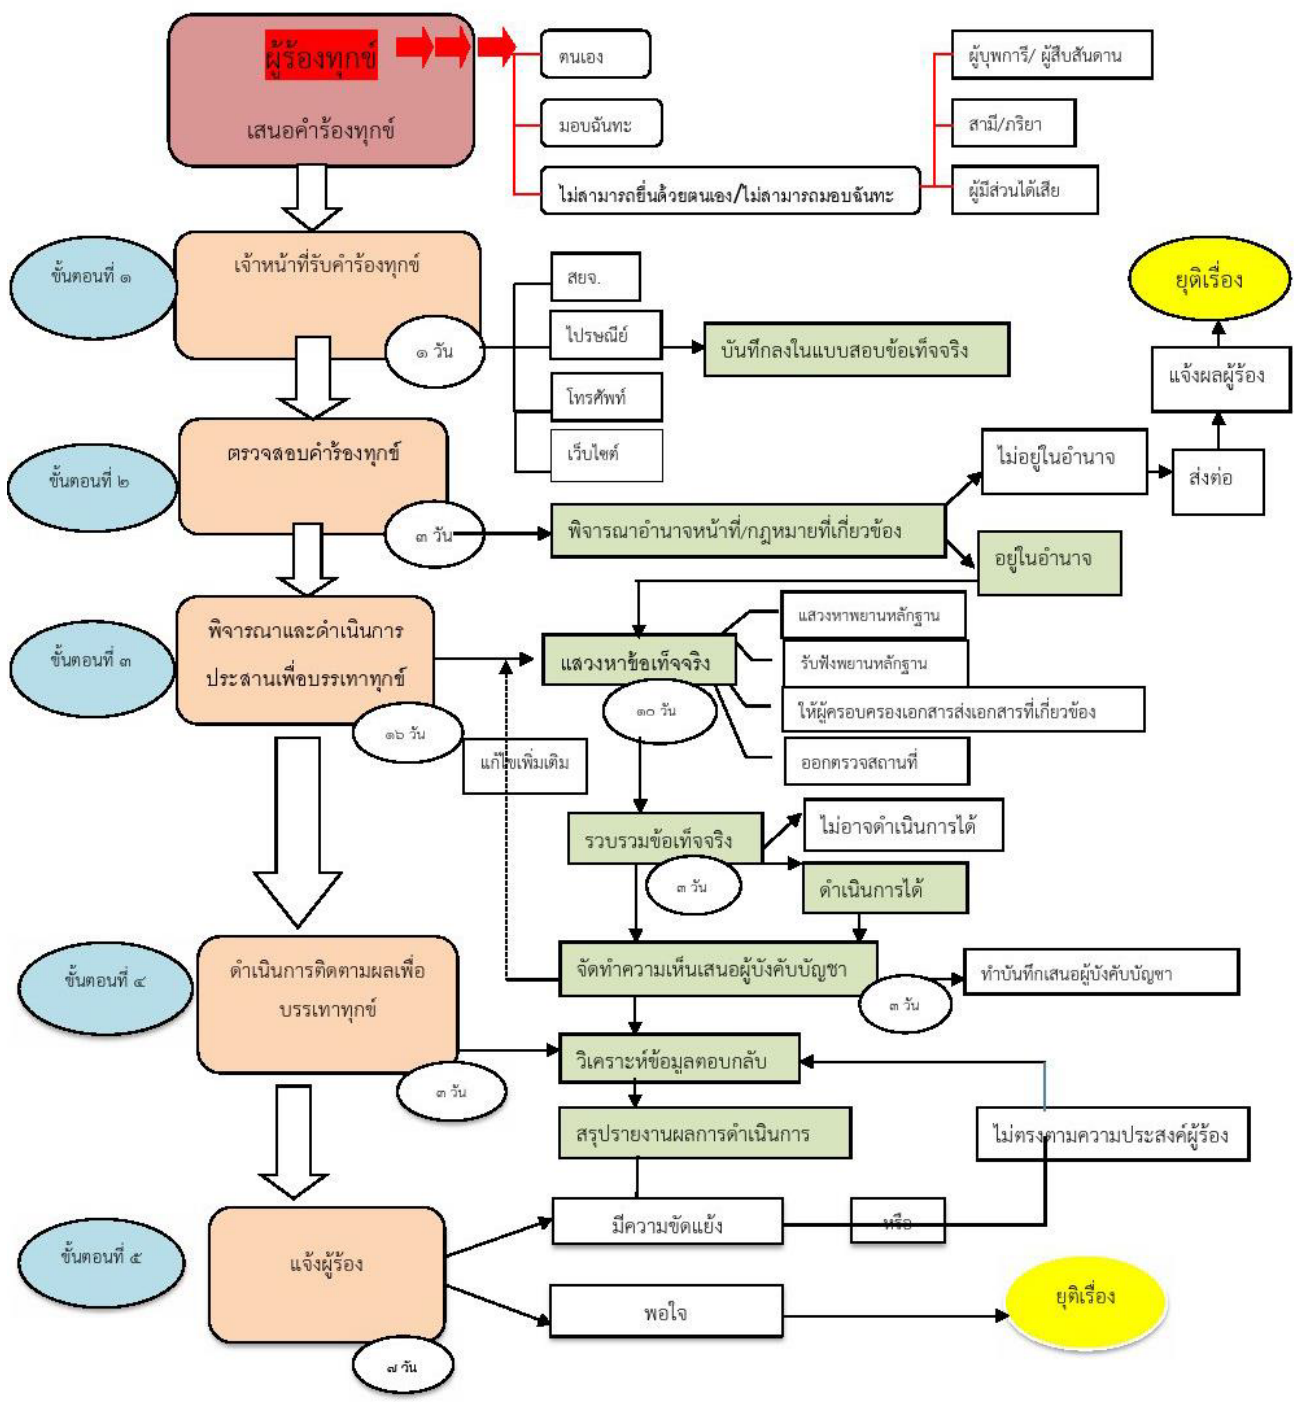 ผู้ร้องทุกข์
เสนอคำร้องทุกข์
ตนเอง
มอบฉันทะ
ไม่สามารถยื่นด้วยตนเอง/ไม่สามารถมอบฉันทะ
ผู้บุพการี/ ผู้สืบสันดาน
สามี/ภริยา
ผู้มีส่วนได้เสีย
ขั้นตอนที่ ๑
เจ้าหน้าที่รับคำร้องทุกข์
๑ วัน
สยจ.
ไปรษณีย์
โทรศัพท์
เว็บไซต์
บันทึกลงในแบบสอบข้อเท็จจริง
ยุติเรื่อง
แจ้งผลผู้ร้อง
ส่งต่อ
ขั้นตอนที่ ๒
ตรวจสอบคำร้องทุกข์
๓ วัน
พิจารณาอำนาจหน้าที่/กฎหมายที่เกี่ยวข้อง
ไม่อยู่ในอำนาจ
อยู่ในอำนาจ
ขั้นตอนที่ ๓
พิจารณาและดำเนินการ
ประสานเพื่อบรรเทาทุกข์
๑๖ วัน
แก้ไขเพิ่มเติม
แสวงหาข้อเท็จจริง
๑๐ วัน
แสวงหาพยานหลักฐาน
รับฟังพยานหลักฐาน
ให้ผู้ครอบครองเอกสารส่งเอกสารที่เกี่ยวข้อง
ออกตรวจสถานที่
รวบรวมข้อเท็จจริง
๓ วัน
ไม่อาจดำเนินการได้
ดำเนินการได้
จัดทำความเห็นเสนอผู้บังคับบัญชา
๓ วัน
ทำบันทึกเสนอผู้บังคับบัญชา
ขั้นตอนที่ ๔
ดำเนินการติดตามผลเพื่อ
บรรเทาทุกข์
๓ วัน
วิเคราะห์ข้อมูลตอบกลับ
สรุปรายงานผลการดำเนินการ
ไม่ตรงตามความประสงค์ผู้ร้อง
ขั้นตอนที่ ๕
แจ้งผู้ร้อง
๗ วัน
มีความขัดแย้ง
หรือ
พอใจ
ยุติเรื่อง